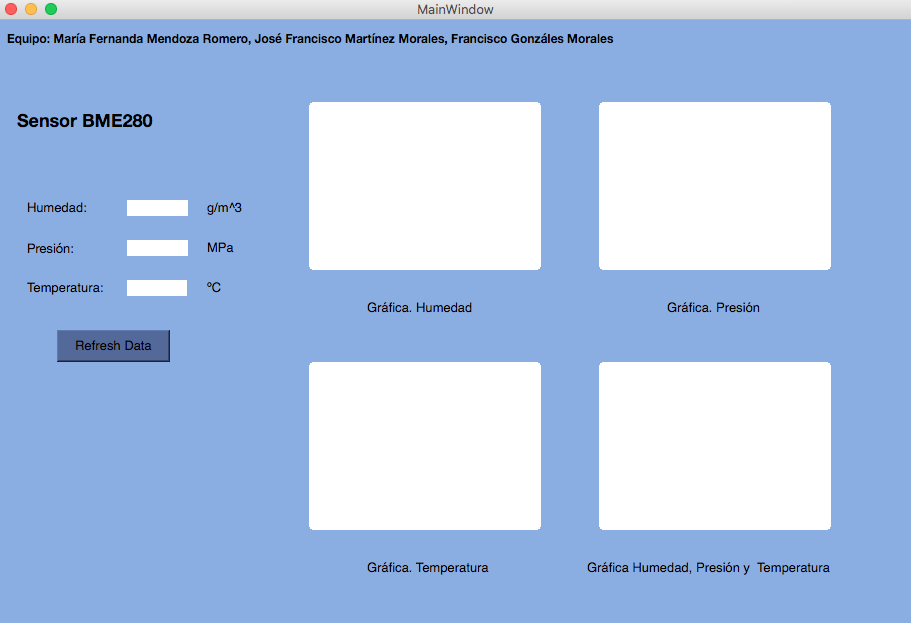 MainWindow
Equipo: María Fernanda Mendoza Romero, José Francisco Martínez Morales, Francisco Gonzáles Morales
Sensor BME280
Humedad: g/m^3
Presión: MPa
Temperatura: ºC
Refresh Data
Gráfica. Humedad
Gráfica. Presión
Gráfica. Temperatura
Gráfica Humedad, Presión y  Temperatura